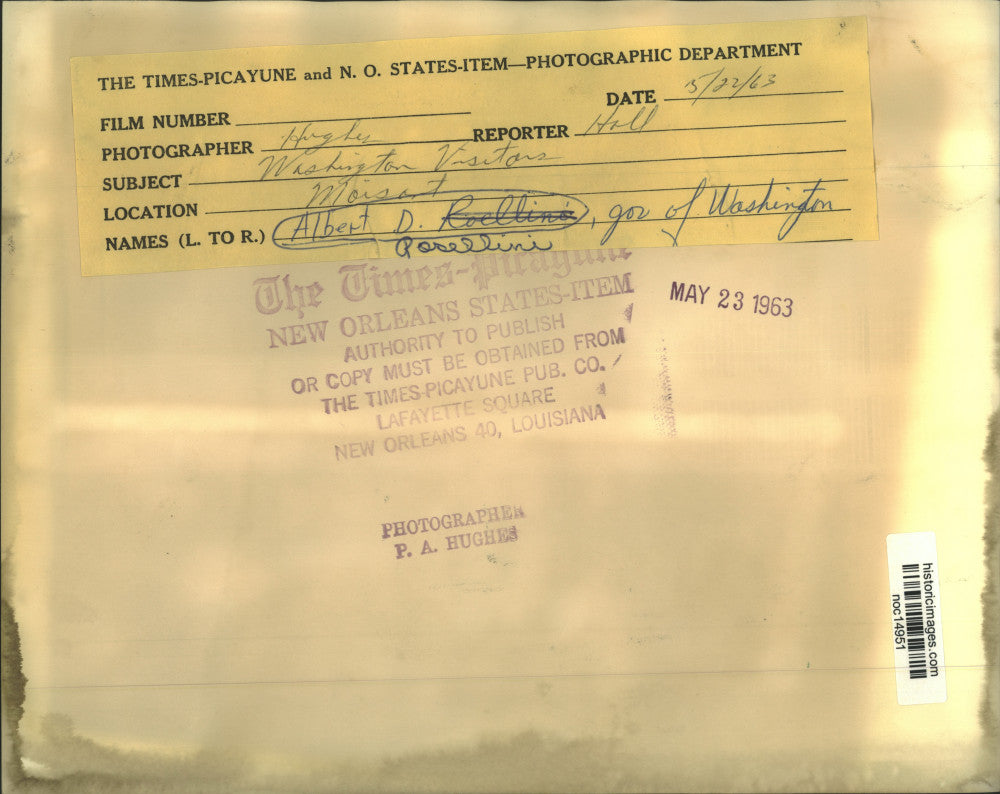 THE TIMES-PICAYUNE and N. O. STATES-ITEM—PHOTOGRAPHIC DEPARTMENT
FILM NUMBER
DATE 5/22/63
PHOTOGRAPHER Hughes
REPORTER Hall
SUBJECT Washington Visitors
LOCATION Moisant
NAMES (L. TO R.) Albert D. Roellini, gov of Washington
Rosellini
The Times-Picayune
NEW ORLEANS STATES-ITEM
AUTHORITY TO PUBLISH
OR COPY MUST BE OBTAINED FROM
THE TIMES-PICAYUNE PUB. CO.
LAFAYETTE SQUARE
NEW ORLEANS 40, LOUISIANA
MAY 23 1963
PHOTOGRAPHER
P. A. HUGHES
historicimages.com
noc14951